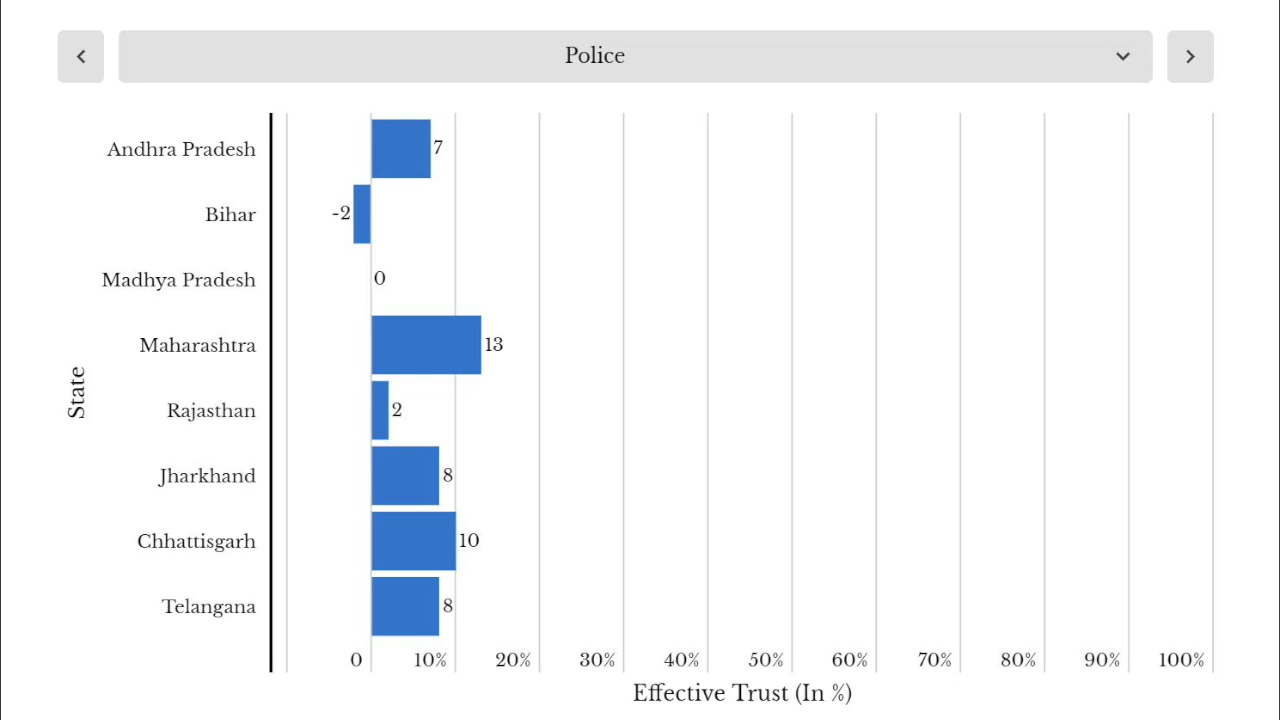 Police
Andhra Pradesh 7
Bihar -2
Madhya Pradesh 0
Maharashtra 13
Rajasthan 2
Jharkhand 8
Chhattisgarh 10
Telangana 8
State
0 10% 20% 30% 40% 50% 60% 70% 80% 90% 100%
Effective Trust (In %)